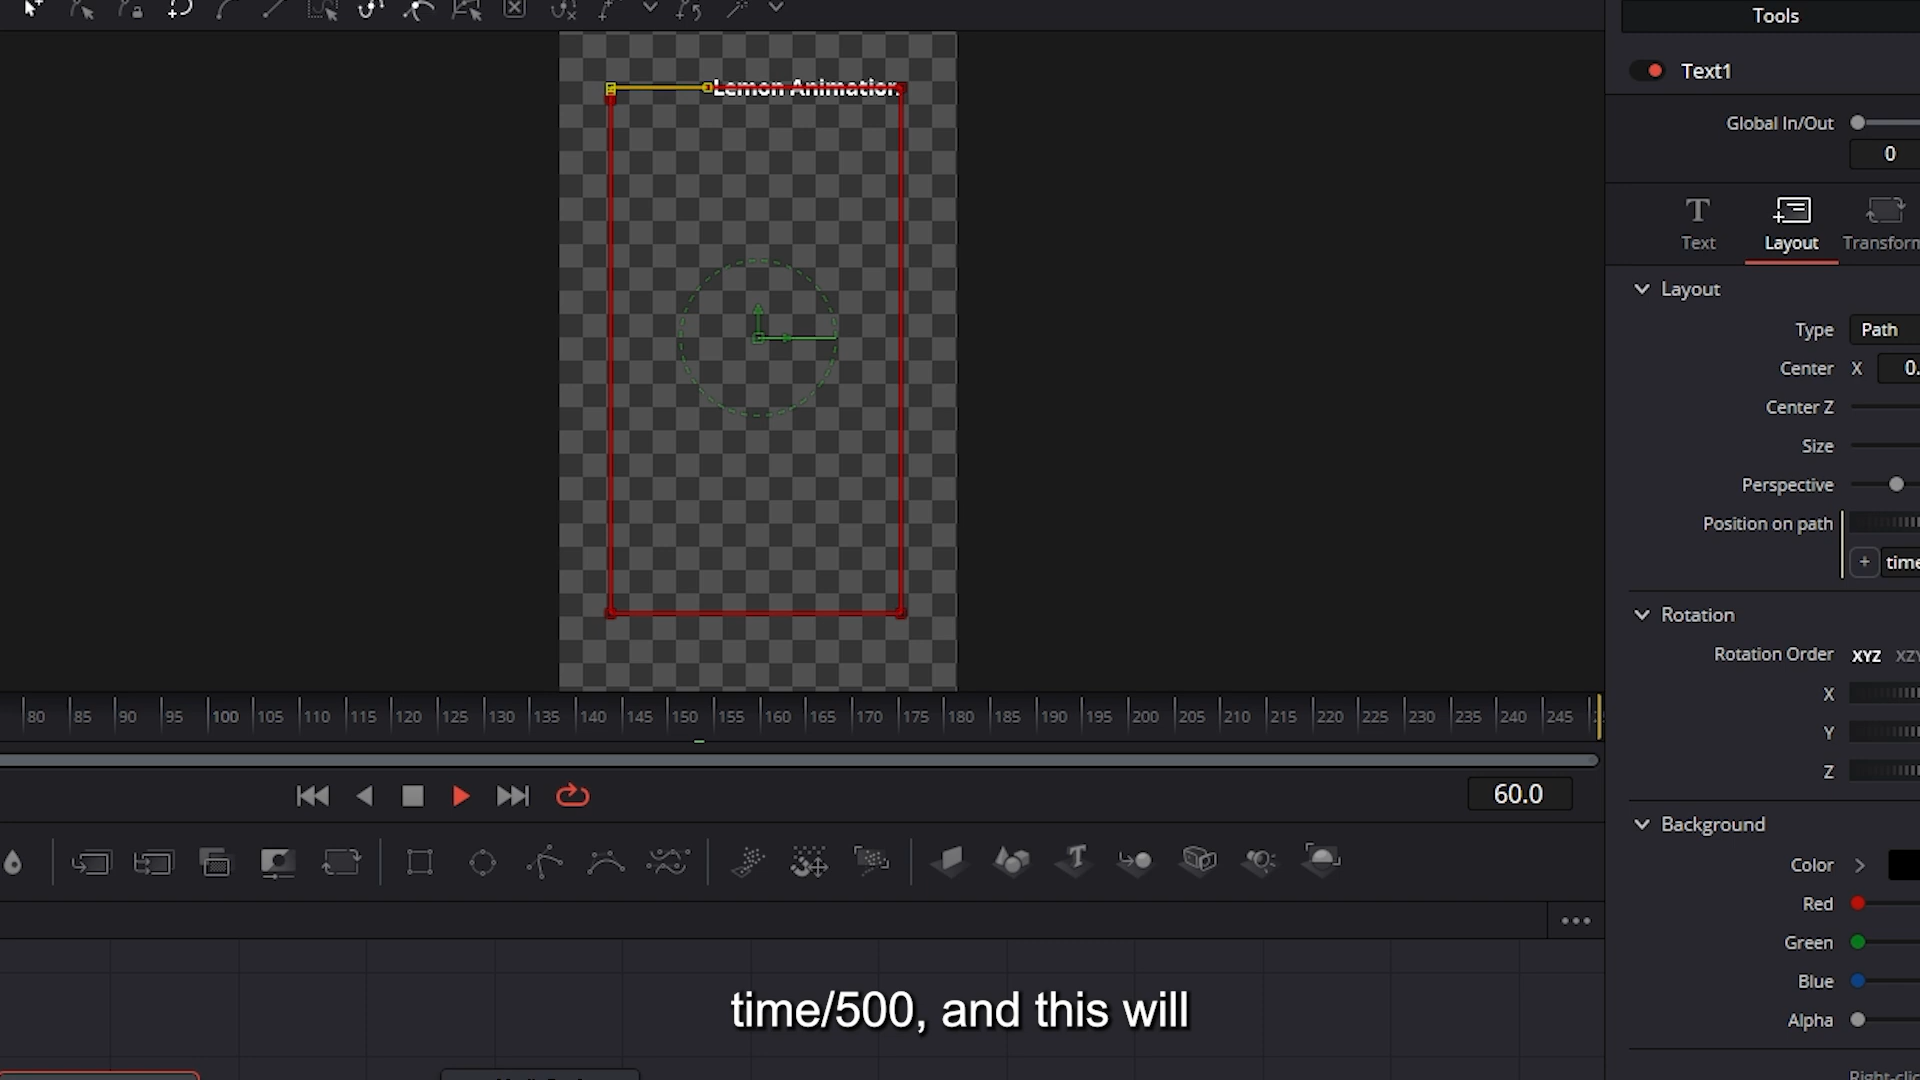 Tools
Text1
Lemon Animation
Global In/Out
0
Text
Layout
Transform
Layout
Type
Path
Center
X
0.
Center Z
Size
Perspective
Position on path
+
time
Rotation
Rotation Order
XYZ
XZY
X
Y
Z
80 85 90 95 100 105 110 115 120 125 130 135 140 145 150 155 160 165 170 175 180 185 190 195 200 205 210 215 220 225 230 235 240 245
60.0
Background
Color
Red
Green
Blue
Alpha
time/500, and this will